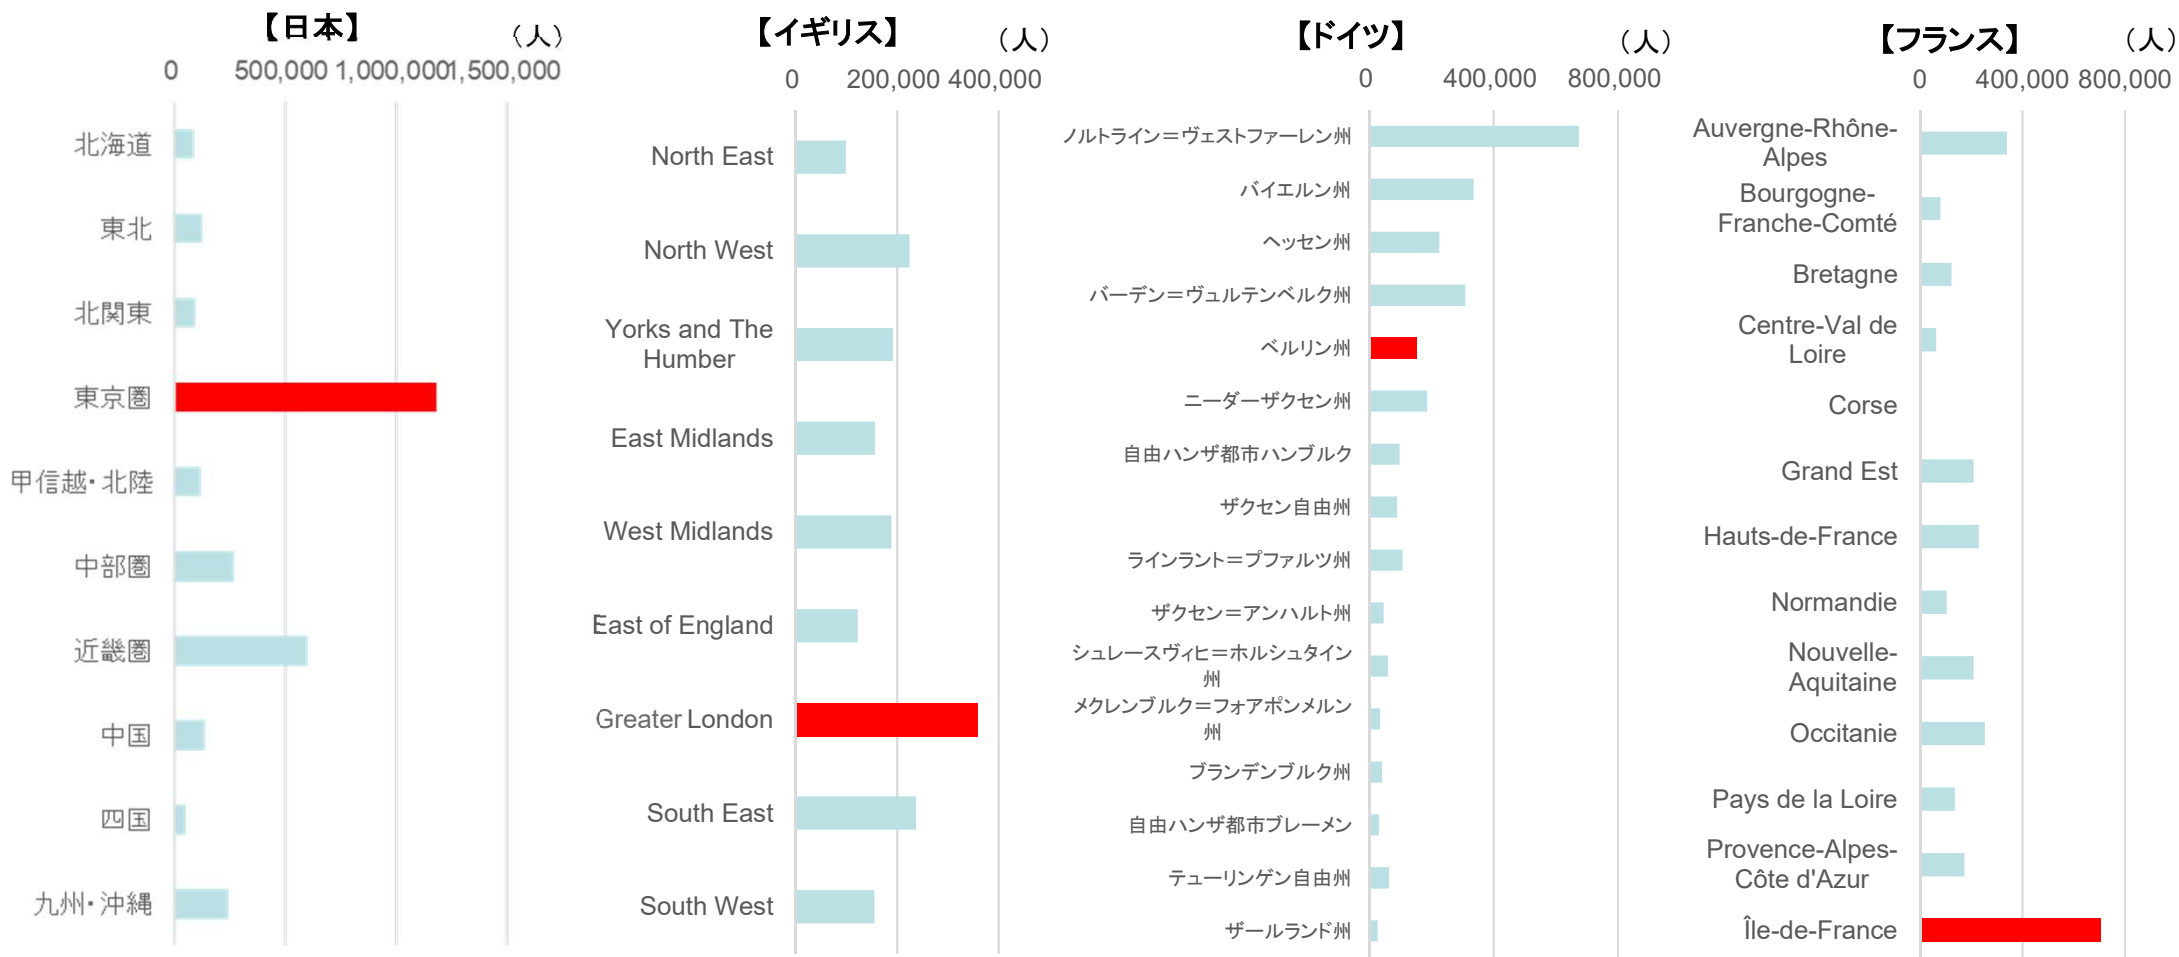 【日本】
（人）
0 500,000 1,000,000 1,500,000
北海道
東北
北関東
東京圏
甲信越・北陸
中部圏
近畿圏
中国
四国
九州・沖縄
【イギリス】
（人）
0 200,000 400,000
North East
North West
Yorks and The
Humber
East Midlands
West Midlands
East of England
Greater London
South East
South West
【ドイツ】
（人）
0 400,000 800,000
ノルトライン＝ヴェストファーレン州
バイエルン州
ヘッセン州
バーデン＝ヴュルテンベルク州
ベルリン州
ニーダーザクセン州
自由ハンザ都市ハンブルク
ザクセン自由州
ラインラント＝プファルツ州
ザクセン＝アンハルト州
シュレースヴィヒ＝ホルシュタイン
州
メクレンブルク＝フォアポンメルン
州
ブランデンブルク州
自由ハンザ都市ブレーメン
テューリンゲン自由州
ザールランド州
【フランス】
（人）
0 400,000 800,000
Auvergne-Rhône-
Alpes
Bourgogne-
Franche-Comté
Bretagne
Centre-Val de
Loire
Corse
Grand Est
Hauts-de-France
Normandie
Nouvelle-
Aquitaine
Occitanie
Pays de la Loire
Provence-Alpes-
Côte d'Azur
Île-de-France